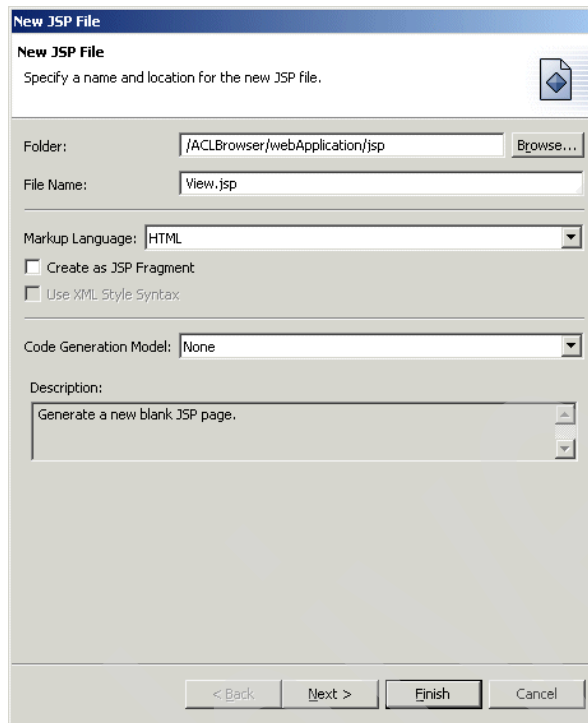 New JSP File
New JSP File
Specify a name and location for the new JSP file.
Folder: /ACLBrowser/webApplication/jsp Browse...
File Name: View.jsp
Markup Language: HTML
Create as JSP Fragment
Use XML Style Syntax
Code Generation Model: None
Description:
Generate a new blank JSP page.
< Back Next > Finish Cancel